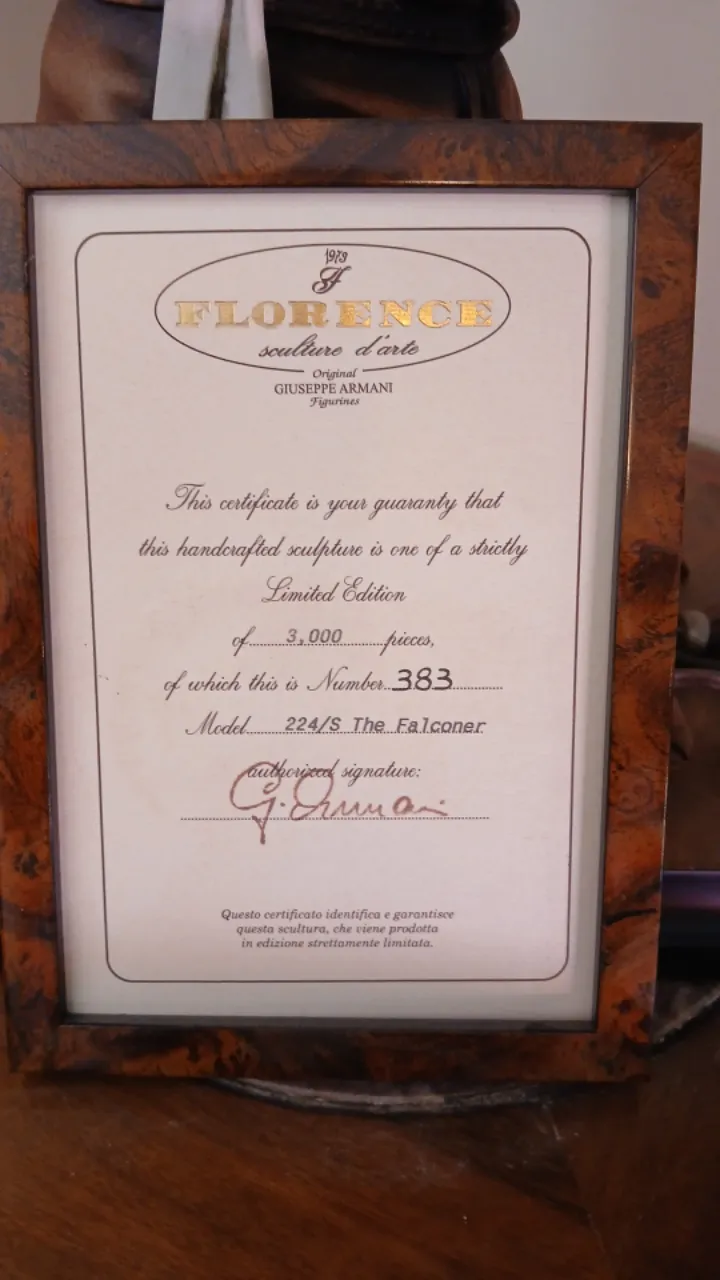 1973
FLORENCE
sculture d'arte
Original
GIUSEPPE ARMANI
Figurines
This certificate is your guaranty that
this handcrafted sculpture is one of a strictly
Limited Edition
of 3,000 pieces,
of which this is Number 383
Model 224/S The Falconer
authorized signature:
G. Armani
Questo certificato identifica e garantisce
questa scultura, che viene prodotta
in edizione strettamente limitata.